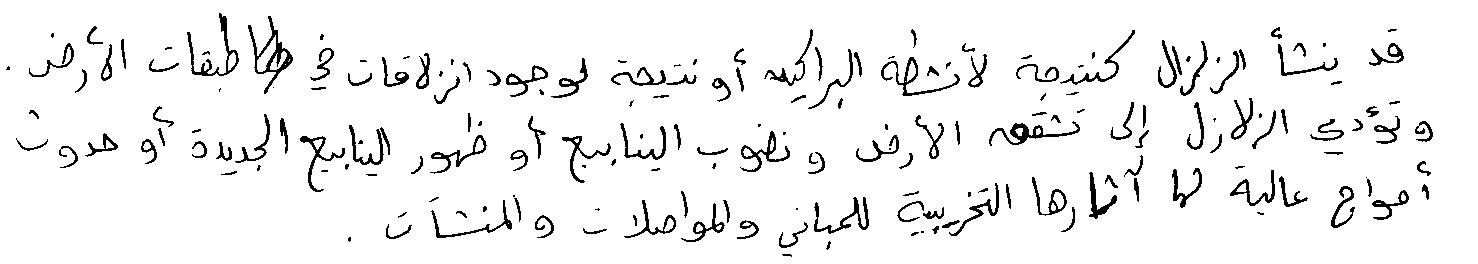 قد ينشأ الزلزال كنتيجة لأنشطة البراكين أو نتيجة لوجود انزلاقات في طبقات الأرض .
وتؤدي الزلازل إلى تشقق الأرض ونضوب الينابيع أو ظهور الينابيع الجديدة أو حدوث
أمواج عالية لها آثارها التخريبية للمباني والمواصلات والمنشآت .